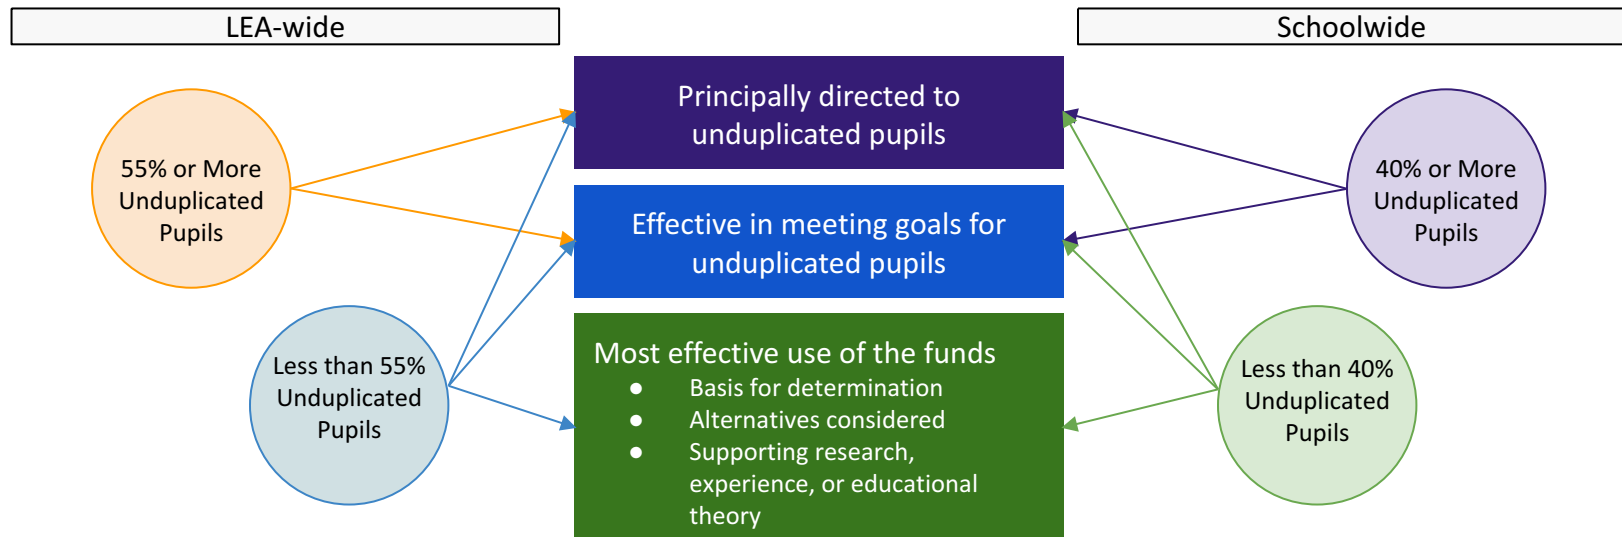 LEA-wide
Schoolwide
Principally directed to
unduplicated pupils
55% or More
Unduplicated
Pupils
40% or More
Unduplicated
Pupils
Effective in meeting goals for
unduplicated pupils
Less than 55%
Unduplicated
Pupils
Most effective use of the funds
● Basis for determination
● Alternatives considered
● Supporting research,
experience, or educational
theory
Less than 40%
Unduplicated
Pupils